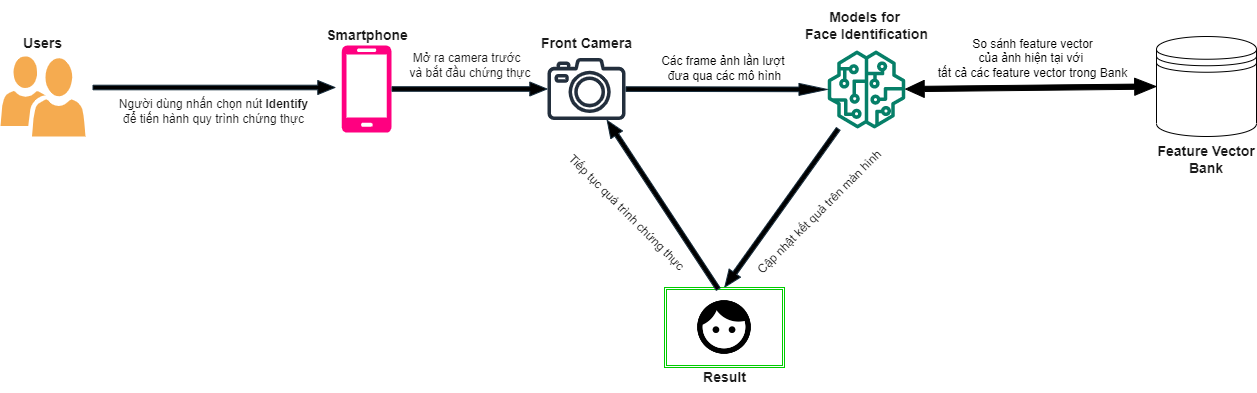 Users
Người dùng nhấn chọn nút Identify
để tiến hành quy trình chứng thực
Smartphone
Mở ra camera trước
và bắt đầu chứng thực
Front Camera
Các frame ảnh lần lượt
đưa qua các mô hình
Models for
Face Identification
So sánh feature vector
của ảnh hiện tại với
tất cả các feature vector trong Bank
Feature Vector
Bank
Tiếp tục quá trình chứng thực
Cập nhật kết quả trên màn hình
Result